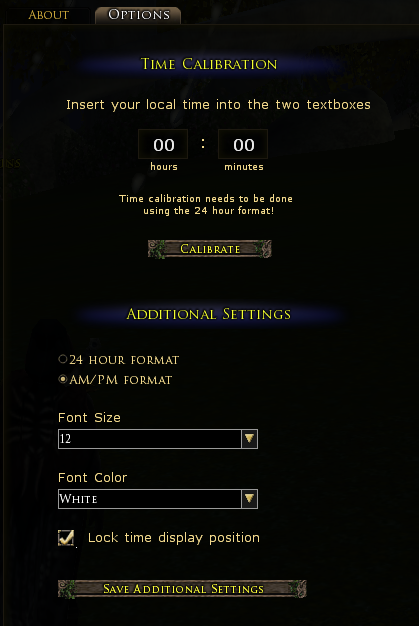 About Options
Time Calibration
Insert your local time into the two textboxes
00 : 00
hours minutes
Time calibration needs to be done
using the 24 hour format!
Calibrate
Additional Settings
24 hour format
AM/PM format
Font Size
12
Font Color
White
Lock time display position
Save Additional Settings